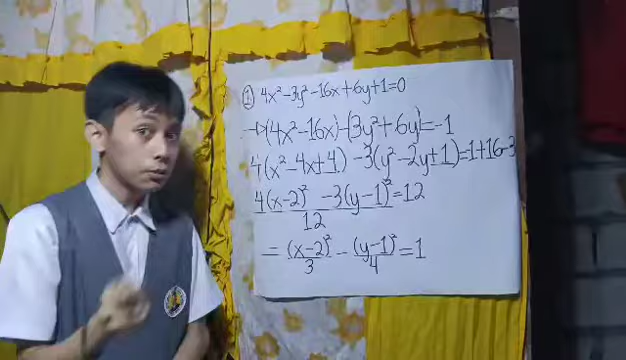 ① 4x²-3y²-16x+6y+1=0
→(4x²-16x)-(3y²+6y)=-1
4(x²-4x+4) -3(y²-2y+1)=1+16-3
4(x-2)² -3(y-1)²=12
12
= (x-2)²/3 - (y-1)²/4 =1